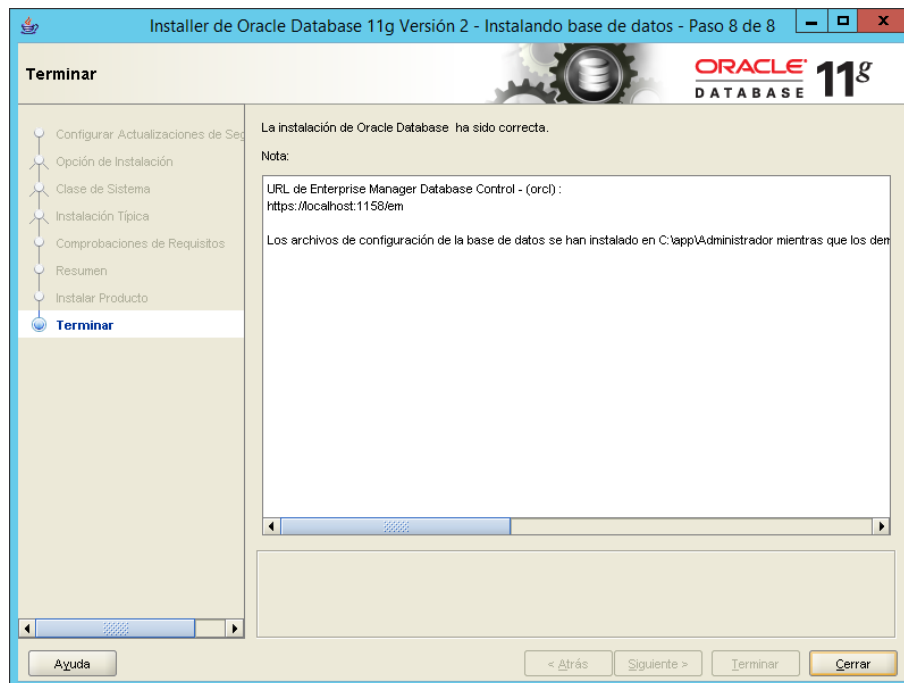 Installer de Oracle Database 11g Versión 2 - Instalando base de datos - Paso 8 de 8
Terminar
ORACLE
DATABASE
11g
Configurar Actualizaciones de Seg
Opción de Instalación
Clase de Sistema
Instalación Típica
Comprobaciones de Requisitos
Resumen
Instalar Producto
Terminar
La instalación de Oracle Database ha sido correcta.
Nota:
URL de Enterprise Manager Database Control - (orcl) :
https://localhost:1158/em
Los archivos de configuración de la base de datos se han instalado en C:\app\Administrador mientras que los dem
Ayuda
< Atrás
Siguiente >
Terminar
Cerrar